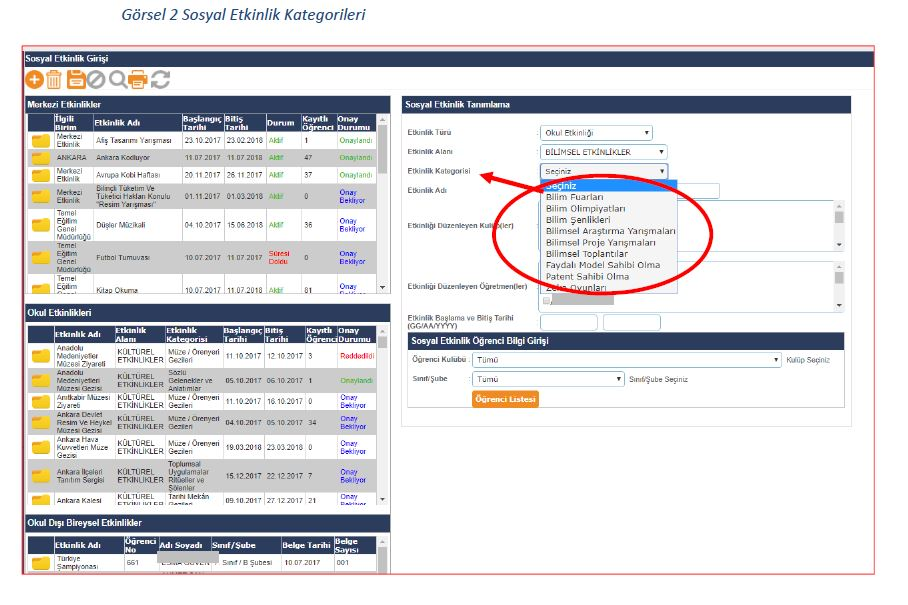 Görsel 2 Sosyal Etkinlik Kategorileri
Sosyal Etkinlik Girişi
Merkezi Etkinlikler
İlgili Birim Etkinlik Adı Başlangıç Tarihi Bitiş Tarihi Durum Kayıtlı Öğrenci Onay Durumu
Merkezi Etkinlik Afiş Tasarımı Yarışması 23.10.2017 23.02.2018 Aktif 1 Onaylandı
ANKARA Ankara Kodluyor 11.07.2017 11.07.2018 Aktif 47 Onaylandı
Merkezi Etkinlik Avrupa Kobi Haftası 20.11.2017 26.11.2017 Aktif 37 Onaylandı
Merkezi Etkinlik Bilinçli Tüketim Ve Tüketici Hakları Konulu "Resim Yarışması" 01.11.2017 01.03.2018 Aktif 0 Onay Bekliyor
Temel Eğitim Genel Müdürlüğü Düşler Müzikali 04.10.2017 15.06.2018 Aktif 36 Onay Bekliyor
Temel Eğitim Genel Müdürlüğü Futbol Turnuvası 10.07.2017 11.07.2017 Süresi Doldu 0 Onay Bekliyor
Temel Eğitim Kitap Okuma 10.07.2017 11.07.2018 Aktif 81 Onay Bekliyor
Okul Etkinlikleri
Etkinlik Adı Etkinlik Alanı Etkinlik Kategorisi Başlangıç Tarihi Bitiş Tarihi Kayıtlı Öğrenci Onay Durumu
Anadolu Medeniyetler Müzesi Ziyareti KÜLTÜREL ETKİNLİKLER Müze / Örenyeri Gezileri 11.10.2017 12.10.2017 3 Reddedildi
Anadolu Medeniyetleri Müzesi Gezisi KÜLTÜREL ETKİNLİKLER Sözlü Gelenekler ve Anlatımlar 05.10.2017 06.10.2017 1 Onaylandı
Anıtkabir Müzesi Ziyareti KÜLTÜREL ETKİNLİKLER Müze / Örenyeri Gezileri 11.10.2017 16.10.2017 0 Onay Bekliyor
Ankara Devlet Resim Ve Heykel Müzesi Gezisi KÜLTÜREL ETKİNLİKLER Müze / Örenyeri Gezileri 04.10.2017 05.10.2017 34 Onay Bekliyor
Ankara Hava Kuvvetleri Müze Gezisi KÜLTÜREL ETKİNLİKLER Müze / Örenyeri Gezileri 19.03.2018 23.03.2018 0 Onay Bekliyor
Ankara İlçeleri Tanıtım Sergisi KÜLTÜREL ETKİNLİKLER Toplumsal Uygulamalar Ritüeller ve Şölenler 15.12.2017 22.12.2017 7 Onay Bekliyor
Ankara Kalesi KÜLTÜREL ETKİNLİKLER Tarihi Mekân Gezileri 09.10.2017 27.12.2017 21 Onay Bekliyor
Okul Dışı Bireysel Etkinlikler
Etkinlik Adı Öğrenci No Adı Soyadı Sınıf/Şube Belge Tarihi Belge Sayısı
Türkiye Şampiyonası 661 Sınıf / B Şubesi 10.07.2017 001
Sosyal Etkinlik Tanımlama
Etkinlik Türü : Okul Etkinliği
Etkinlik Alanı : BİLİMSEL ETKİNLİKLER
Etkinlik Kategorisi : Seçiniz
Seçiniz
Etkinlik Adı
Bilim Fuarları
Bilim Olimpiyatları
Bilim Şenlikleri
Etkinliği Düzenleyen Kulüp(ler)
Bilimsel Araştırma Yarışmaları
Bilimsel Proje Yarışmaları
Bilimsel Toplantılar
Faydalı Model Sahibi Olma
Patent Sahibi Olma
Zeka Oyunları
Etkinliği Düzenleyen Öğretmen(ler)
Etkinlik Başlama ve Bitiş Tarihi
(GG/AA/YYYY)
Sosyal Etkinlik Öğrenci Bilgi Girişi
Öğrenci Kulübü : Tümü Kulüp Seçiniz
Sınıf/Şube : Tümü Sınıf/Şube Seçiniz
Öğrenci Listesi